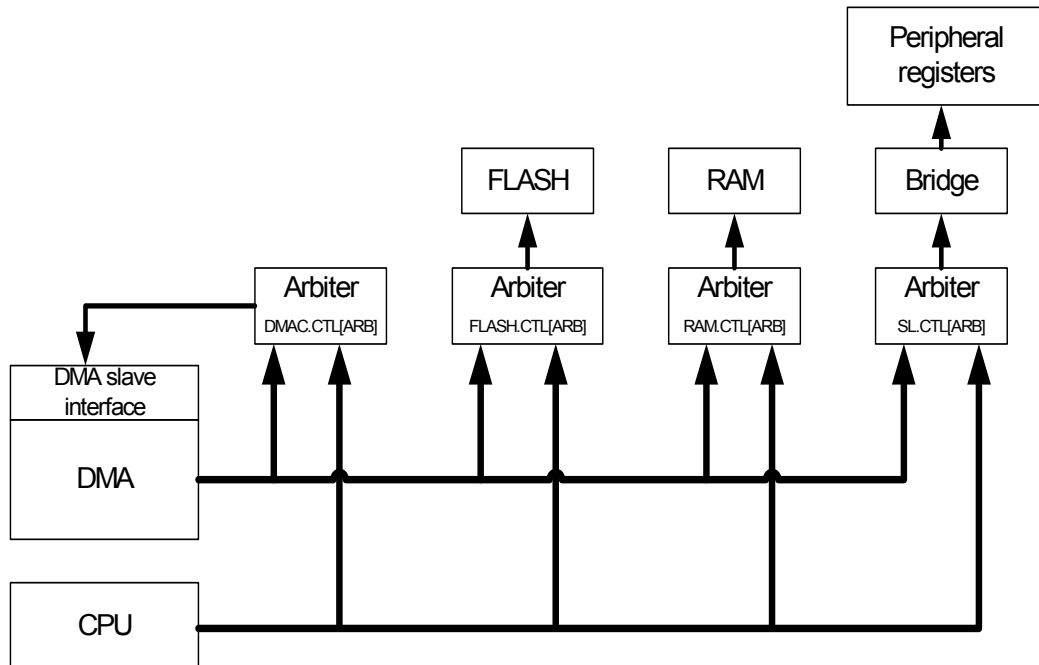 Peripheral
registers
FLASH
RAM
Bridge
Arbiter
DMAC.CTL[ARB]
Arbiter
FLASH.CTL[ARB]
Arbiter
RAM.CTL[ARB]
Arbiter
SL.CTL[ARB]
DMA slave
interface
DMA
CPU